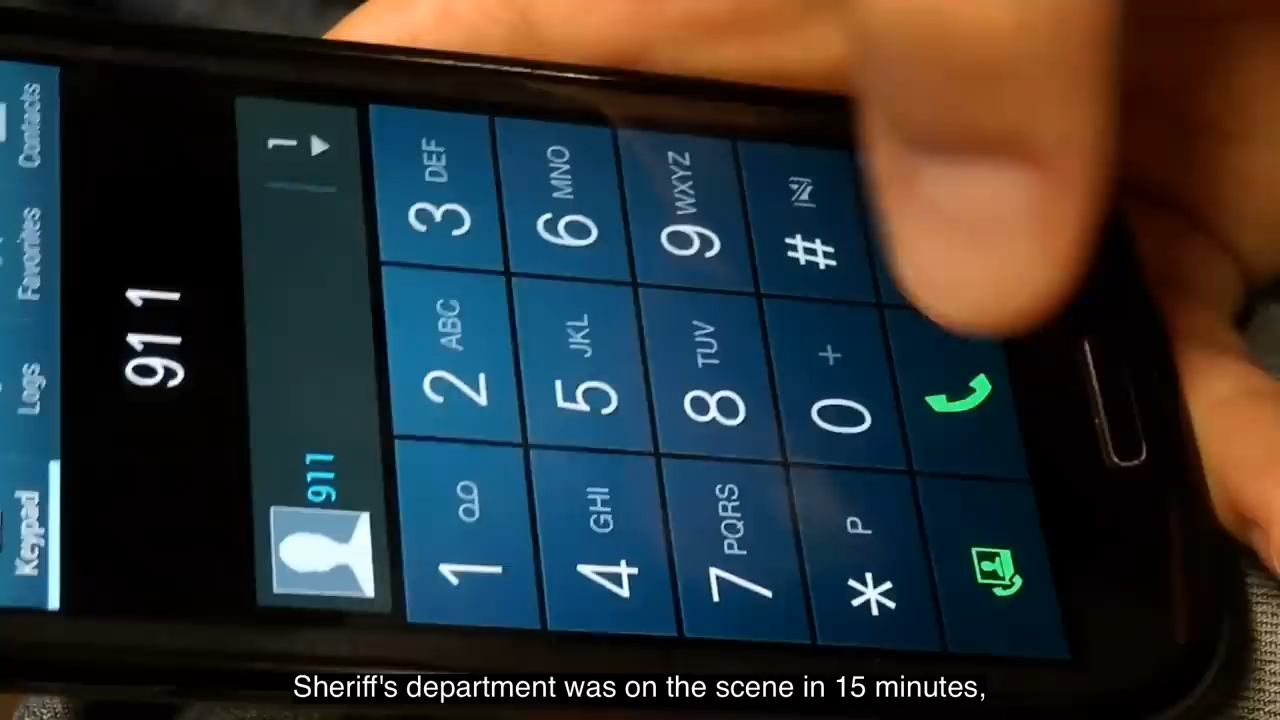 Keypad Logs Favorites Contacts
911
911 1
1 2 ABC 3 DEF
4 GHI 5 JKL 6 MNO
7 PQRS 8 TUV 9 WXYZ
* P 0 + #
Sheriff's department was on the scene in 15 minutes,